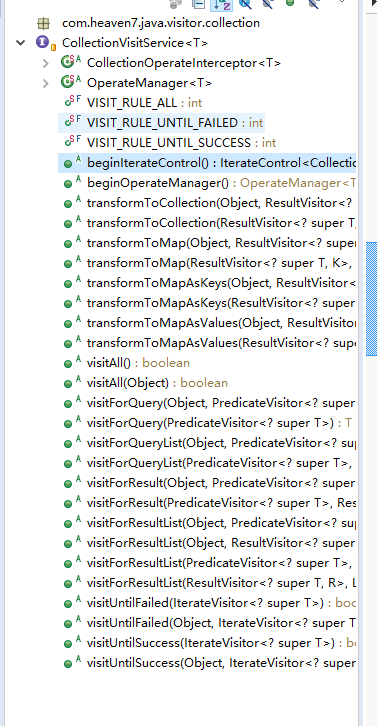 com.heaven7.java.visitor.collection
CollectionVisitService<T>
CollectionOperateInterceptor<T>
OperateManager<T>
VISIT_RULE_ALL : int
VISIT_RULE_UNTIL_FAILED : int
VISIT_RULE_UNTIL_SUCCESS : int
beginIterateControl() : IterateControl<Collectic
beginOperateManager() : OperateManager<T
transformToCollection(Object, ResultVisitor<?
transformToCollection(ResultVisitor<? super T,
transformToMap(Object, ResultVisitor<? super
transformToMap(ResultVisitor<? super T, K>,
transformToMapAsKeys(Object, ResultVisitor<
transformToMapAsKeys(ResultVisitor<? super
transformToMapAsValues(Object, ResultVisitor
transformToMapAsValues(ResultVisitor<? supe
visitAll() : boolean
visitAll(Object) : boolean
visitForQuery(Object, PredicateVisitor<? super
visitForQuery(PredicateVisitor<? super T>) : T
visitForQueryList(Object, PredicateVisitor<? su
visitForQueryList(PredicateVisitor<? super T>,
visitForResult(Object, PredicateVisitor<? super
visitForResult(PredicateVisitor<? super T>, Res
visitForResultList(Object, PredicateVisitor<? su
visitForResultList(Object, ResultVisitor<? super
visitForResultList(PredicateVisitor<? super T>,
visitForResultList(ResultVisitor<? super T, R>, L
visitUntilFailed(IterateVisitor<? super T>) : boo
visitUntilFailed(Object, IterateVisitor<? super T
visitUntilSuccess(IterateVisitor<? super T>) : b
visitUntilSuccess(Object, IterateVisitor<? super